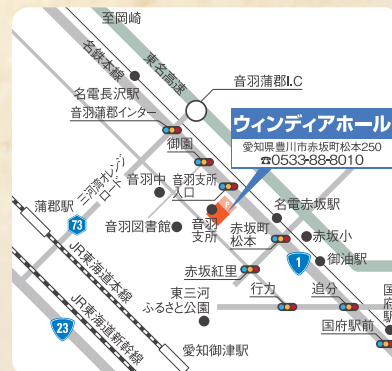 至岡崎
名鉄本線
東名高速
名電長沢駅
音羽蒲郡I.C
音羽蒲郡インター
ウィンディアホール
愛知県豊川市赤坂町松本250
☎0533-88-8010
御園
三河湾オレンジロード
音羽中
音羽支所
入口
P
蒲郡駅
73
音羽図書館
音羽
支所
名電赤坂駅
赤坂町
松本
赤坂小
御油駅
1
JR東海道本線
赤坂紅里
東三河
ふるさと公園
行力
追分
国府駅
23
JR東海道新幹線
国府駅前
愛知御津駅